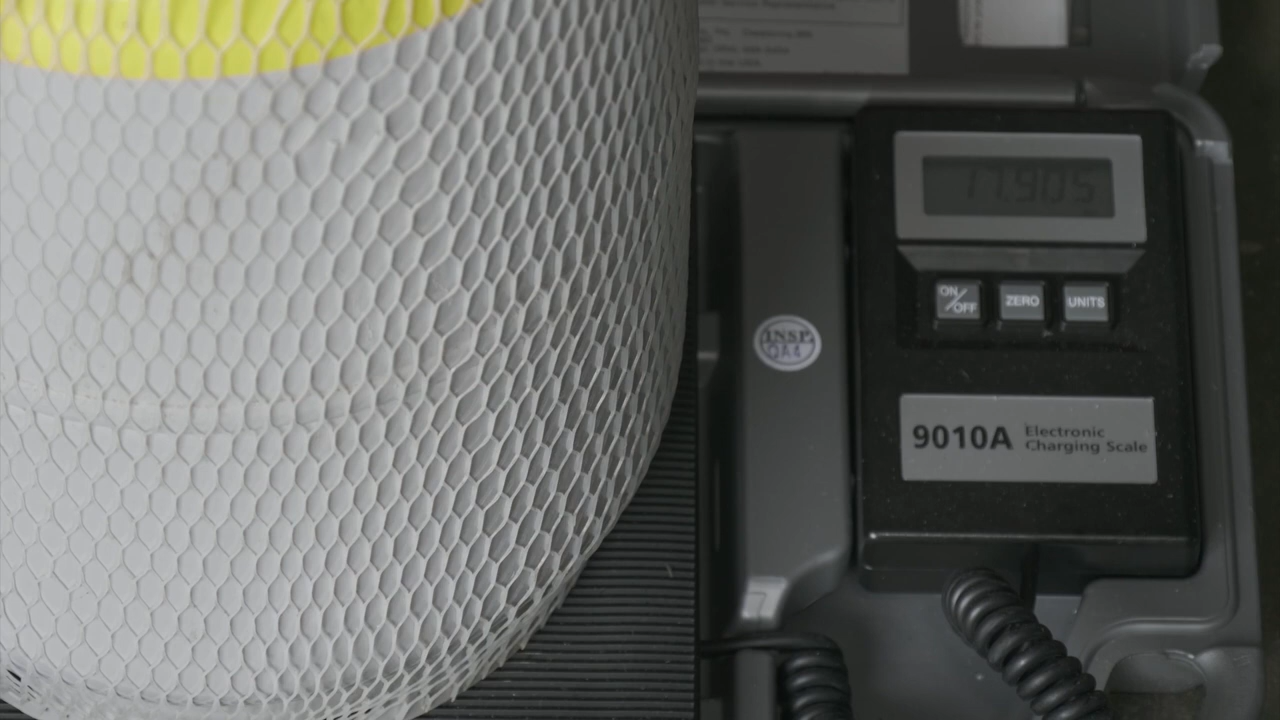 17.905
ON/OFF
ZERO
UNITS
INSP.
QA4
9010A
Electronic
Charging Scale